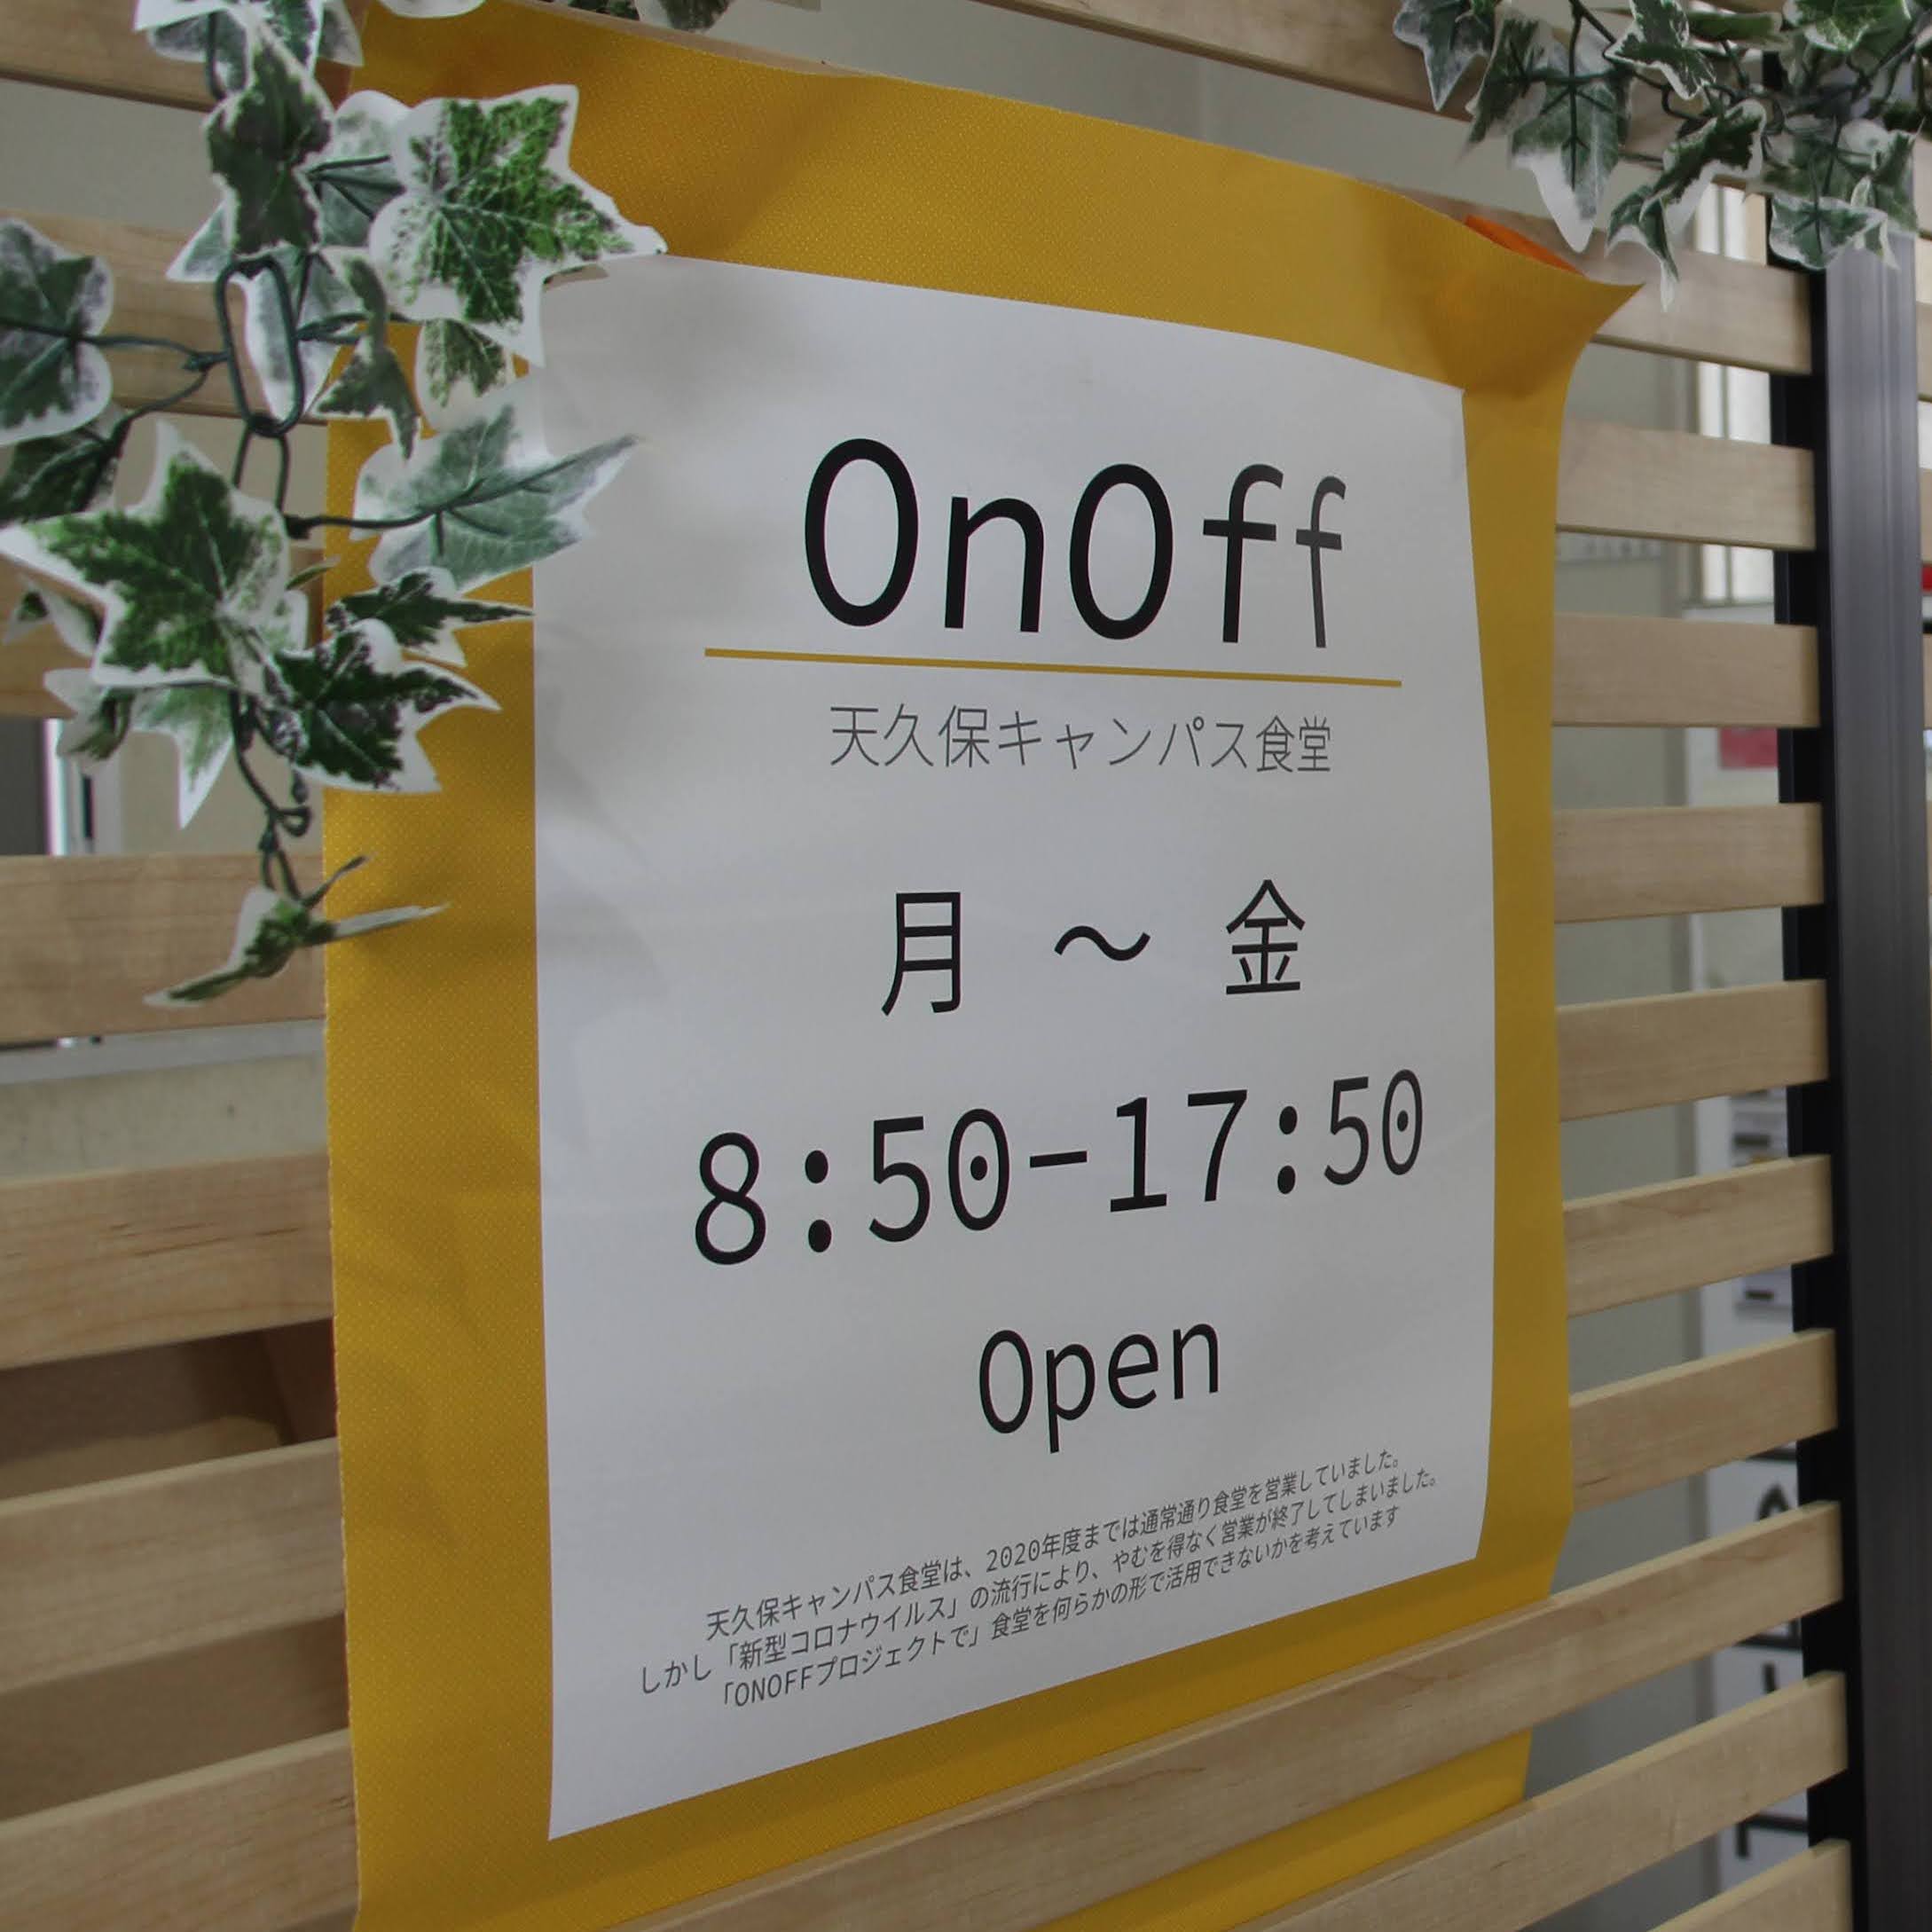 OnOff
天久保キャンパス食堂
月 ～ 金
8:50-17:50
Open
天久保キャンパス食堂は、2020年度までは通常通り食堂を営業していました。
しかし「新型コロナウイルス」の流行により、やむを得なく営業が終了してしまいました。
「ONOFFプロジェクトで」食堂を何らかの形で活用できないかを考えています